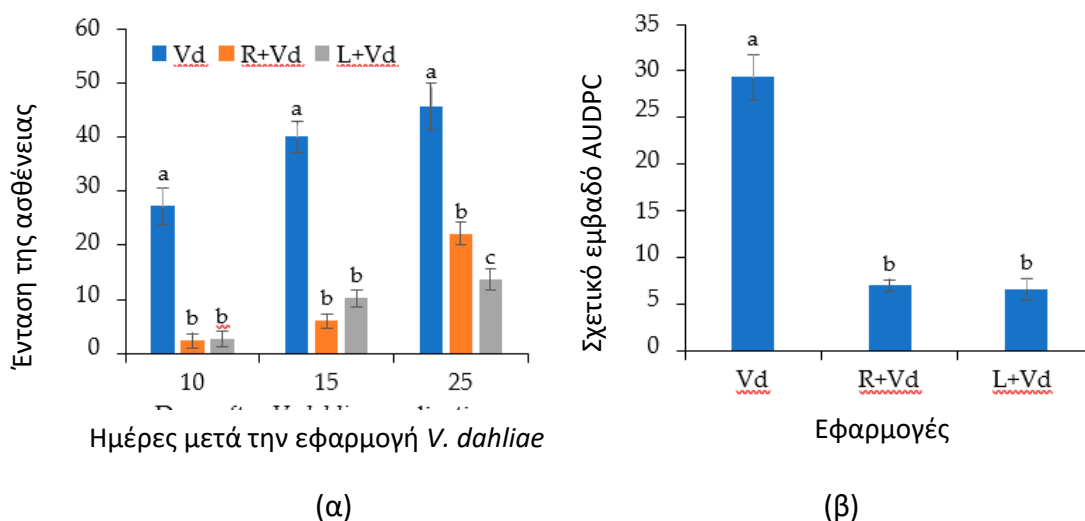 Ένταση της ασθένειας
60
50
40
30
20
10
0
Vd R+Vd L+Vd
a
b
b
a
b
b
a
b
c
10 15 25
Ημέρες μετά την εφαρμογή V. dahliae
(α)
Σχετικό εμβαδό AUDPC
35
30
25
20
15
10
5
0
a
b
b
Vd R+Vd L+Vd
Εφαρμογές
(β)